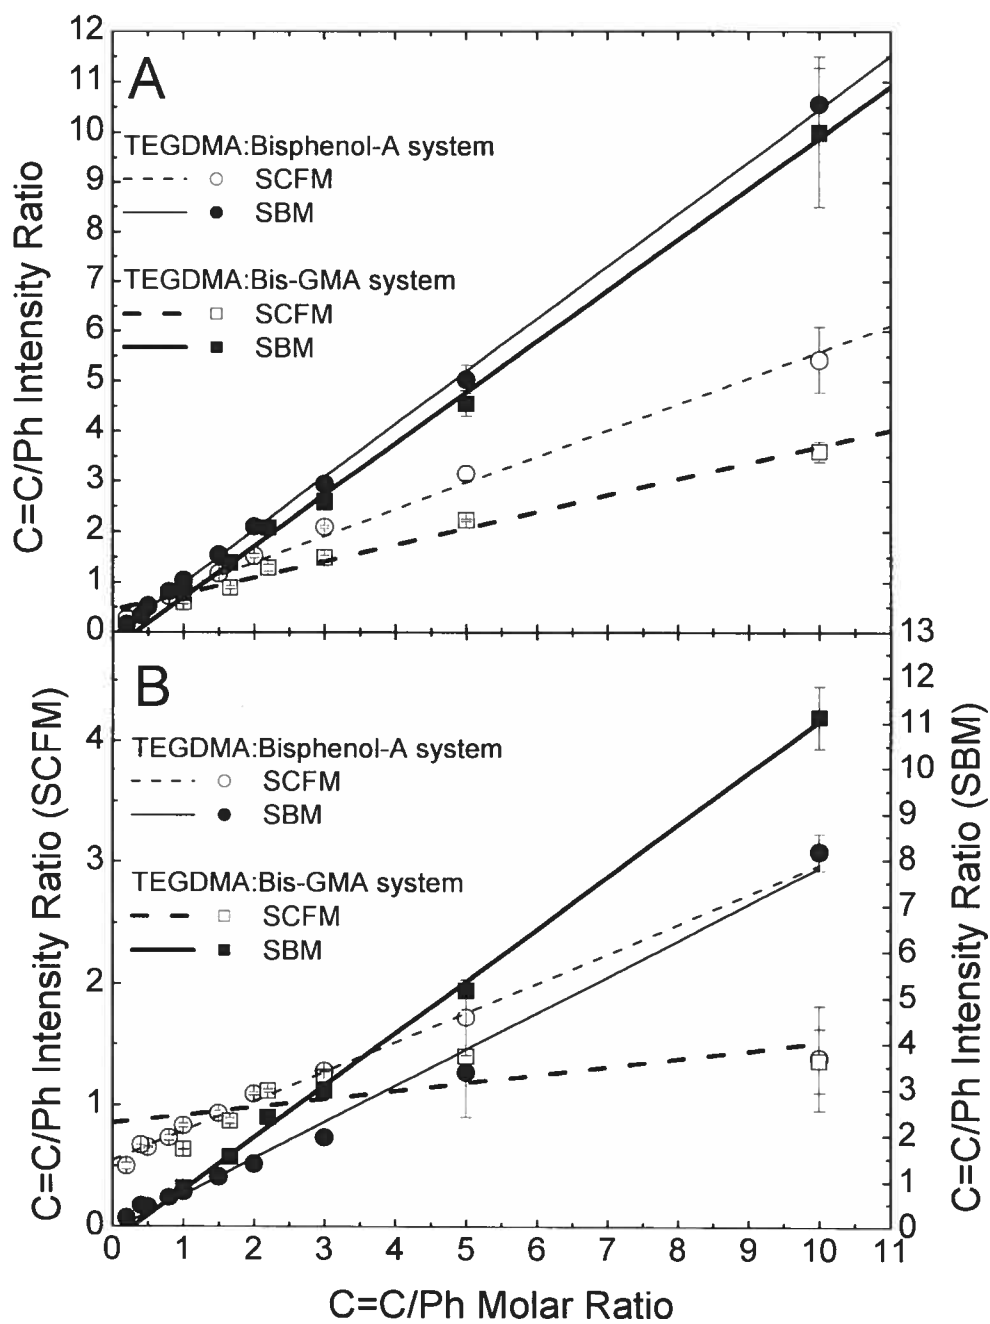 A
TEGDMA:Bisphenol-A system
SCFM
SBM
TEGDMA:Bis-GMA system
SCFM
SBM
C=C/Ph Intensity Ratio
12
11
10
9
8
7
6
5
4
3
2
1
0
B
TEGDMA:Bisphenol-A system
SCFM
SBM
TEGDMA:Bis-GMA system
SCFM
SBM
C=C/Ph Intensity Ratio (SCFM)
4
3
2
1
0
13
12
11
10
9
8
7
6
5
4
3
2
1
0
C=C/Ph Intensity Ratio (SBM)
0 1 2 3 4 5 6 7 8 9 10 11
C=C/Ph Molar Ratio